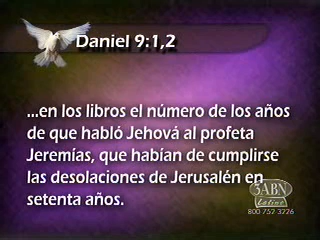 Daniel 9:1,2
...en los libros el número de los años
de que habló Jehová al profeta
Jeremías, que habían de cumplirse
las desolaciones de Jerusalén en
setenta años.
3ABN
Latino
800 752 3226